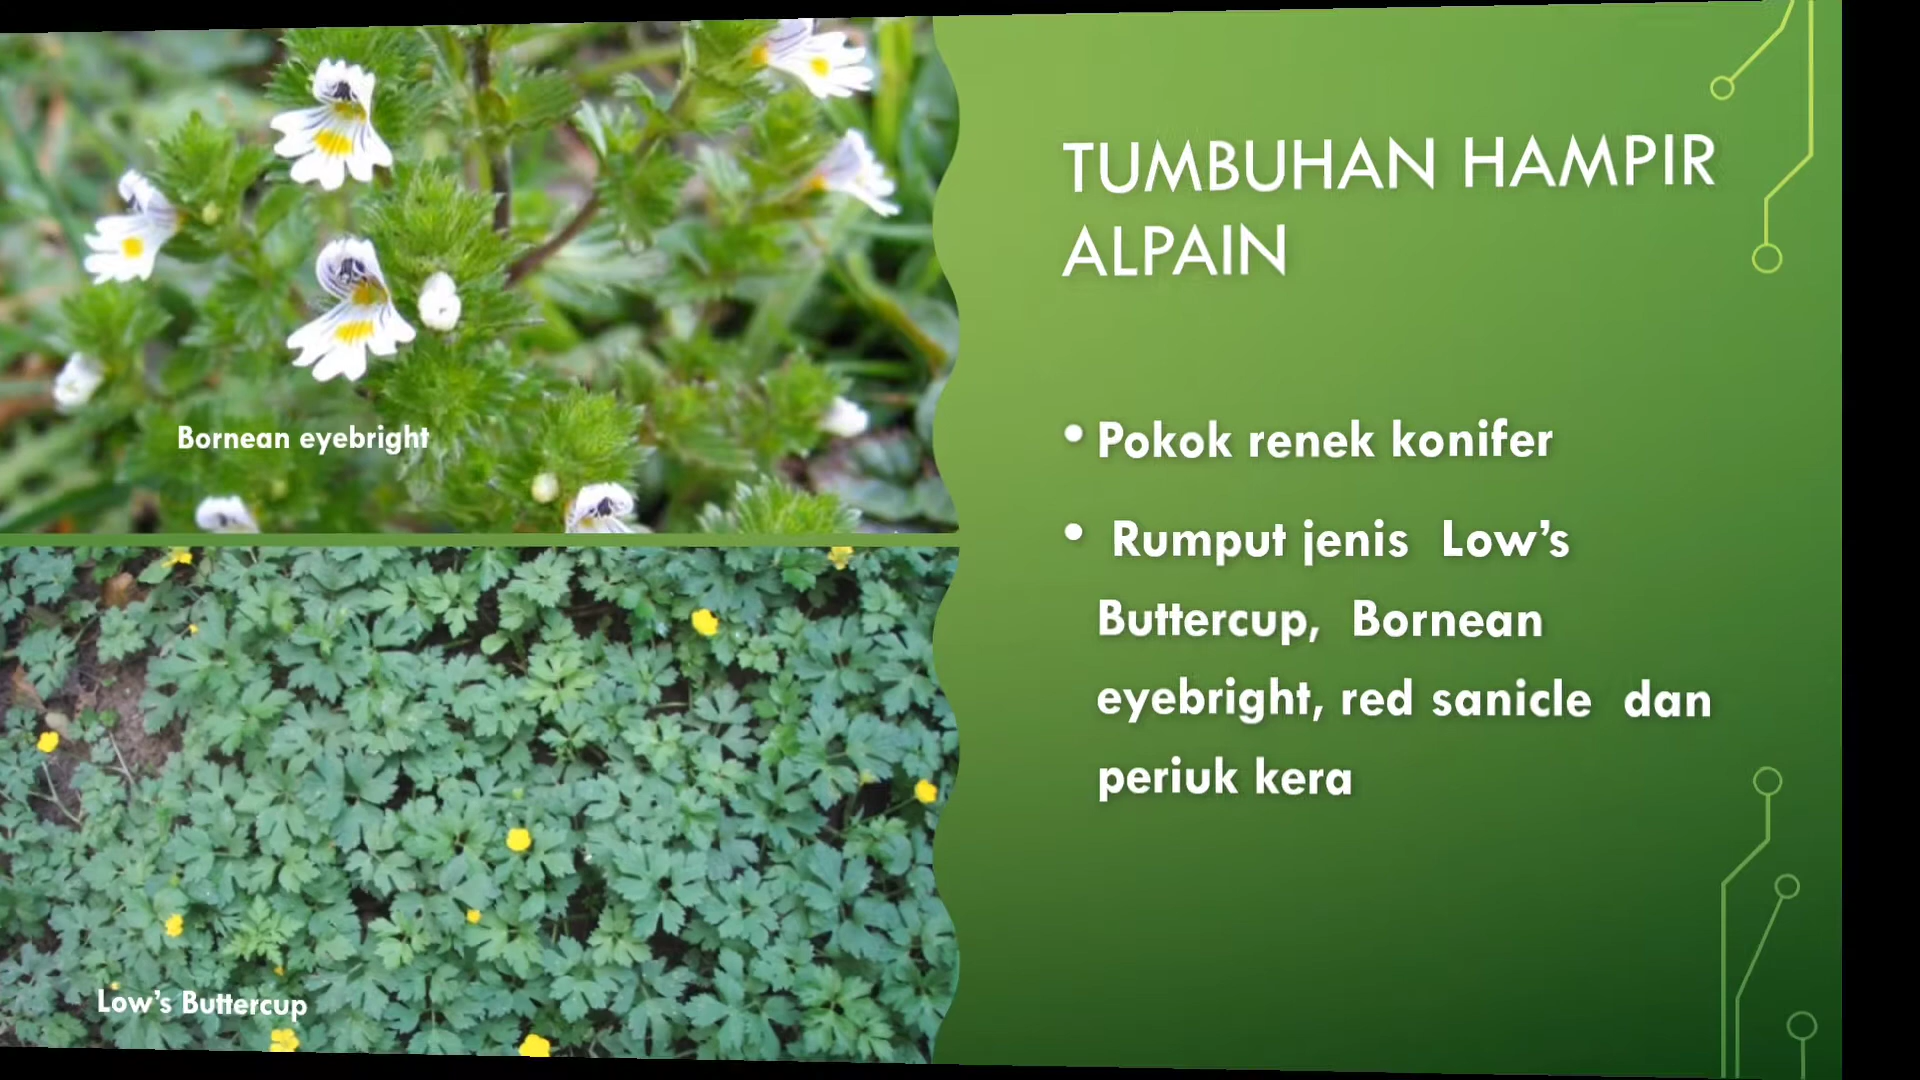 Bornean eyebright
Low's Buttercup
TUMBUHAN HAMPIR
ALPAIN
• Pokok renek konifer
• Rumput jenis Low's
Buttercup, Bornean
eyebright, red sanicle dan
periuk kera